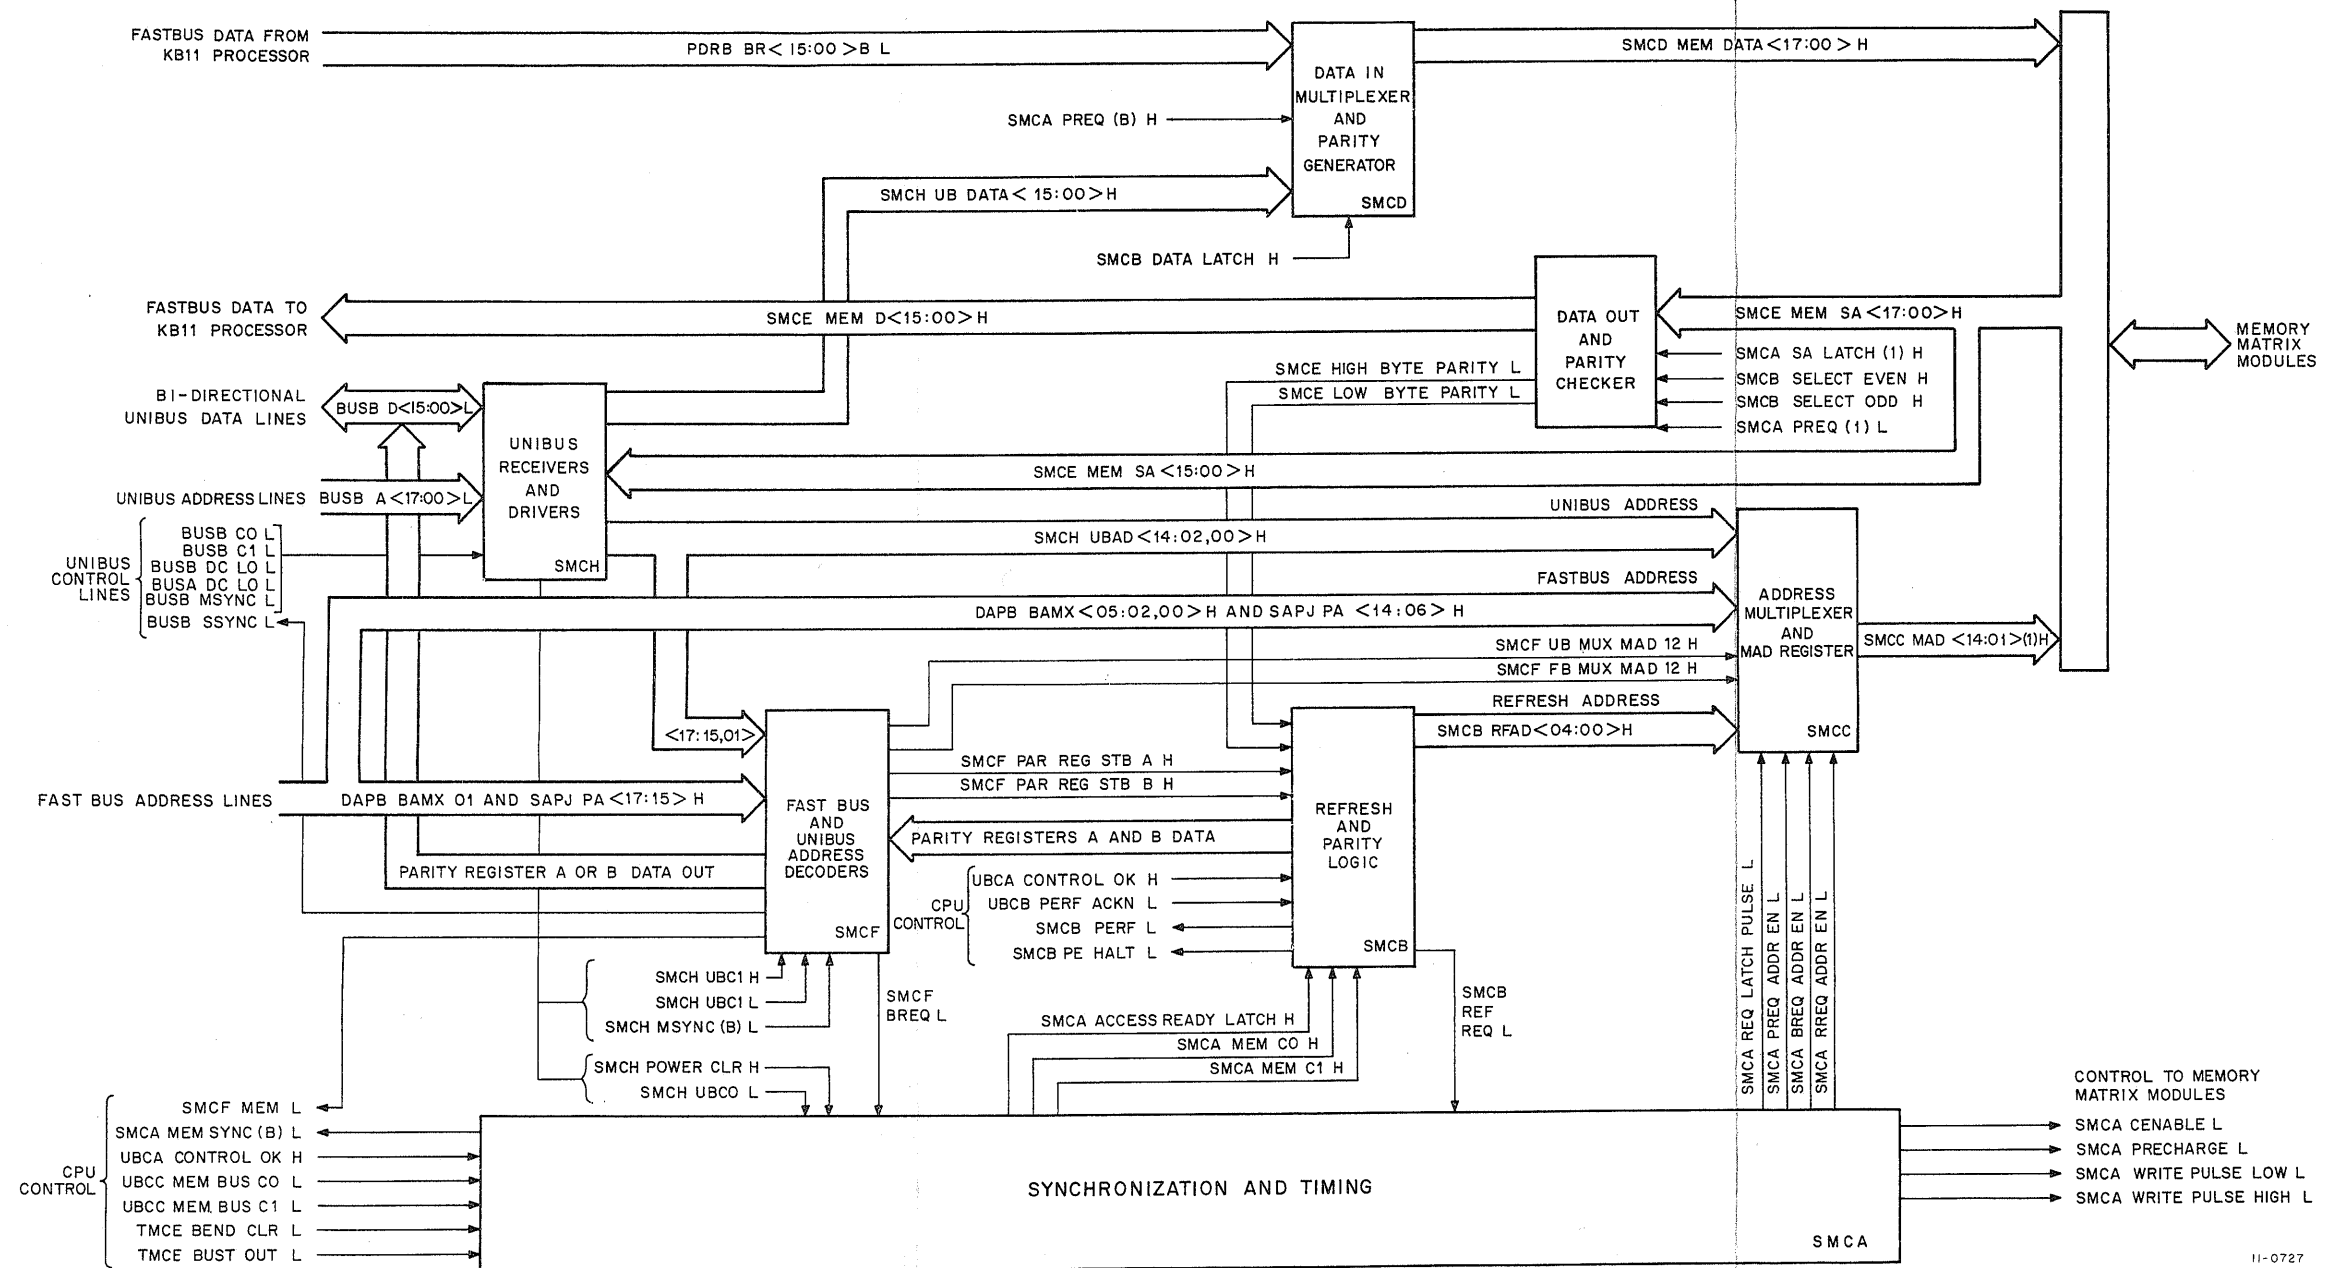 FASTBUS DATA FROM
KB11 PROCESSOR
PDRB BR< 15:00 >B L
DATA IN
MULTIPLEXER
AND
PARITY
GENERATOR
SMCD
SMCD MEM DATA<17:00> H
SMCA PREQ (B) H
SMCH UB DATA< 15:00>H
SMCB DATA LATCH H
FASTBUS DATA TO
KB11 PROCESSOR
SMCE MEM D<15:00>H
DATA OUT
AND
PARITY
CHECKER
SMCE MEM SA<17:00>H
SMCA SA LATCH (1) H
SMCB SELECT EVEN H
SMCB SELECT ODD H
SMCA PREQ (1) L
MEMORY
MATRIX
MODULES
SMCE HIGH BYTE PARITY L
SMCE LOW BYTE PARITY L
BI-DIRECTIONAL
UNIBUS DATA LINES
BUSB D<15:00>L
UNIBUS
RECEIVERS
AND
DRIVERS
SMCH
SMCE MEM SA <15:00>H
UNIBUS ADDRESS LINES
BUSB A<17:00>L
UNIBUS
CONTROL
LINES
BUSB CO L
BUSB C1 L
BUSB DC LO L
BUSA DC LO L
BUSB MSYNC L
BUSB SSYNC L
UNIBUS ADDRESS
SMCH UBAD<14:02,00>H
FASTBUS ADDRESS
DAPB BAMX<05:02,00>H AND SAPJ PA <14:06> H
ADDRESS
MULTIPLEXER
AND
MAD REGISTER
SMCC
SMCC MAD <14:01>(1)H
SMCF UB MUX MAD 12 H
SMCF FB MUX MAD 12 H
REFRESH ADDRESS
SMCB RFAD<04:00>H
<17:15,01>
SMCF PAR REG STB A H
SMCF PAR REG STB B H
FAST BUS ADDRESS LINES
DAPB BAMX 01 AND SAPJ PA <17:15> H
FAST BUS
AND
UNIBUS
ADDRESS
DECODERS
SMCF
PARITY REGISTERS A AND B DATA
REFRESH
AND
PARITY
LOGIC
SMCB
PARITY REGISTER A OR B DATA OUT
CPU
CONTROL
UBCA CONTROL OK H
UBCB PERF ACKN L
SMCB PERF L
SMCB PE HALT L
SMCH UBC1 H
SMCH UBC1 L
SMCH MSYNC (B) L
SMCF
BREQ L
SMCB
REF
REQ L
SMCA ACCESS READY LATCH H
SMCA MEM CO H
SMCA MEM C1 H
SMCH POWER CLR H
SMCH UBCO L
SMCA REQ LATCH PULSE L
SMCA PREQ ADDR EN L
SMCA BREQ ADDR EN L
SMCA RREQ ADDR EN L
CPU
CONTROL
SMCF MEM L
SMCA MEM SYNC (B) L
UBCA CONTROL OK H
UBCC MEM BUS CO L
UBCC MEM BUS C1 L
TMCE BEND CLR L
TMCE BUST OUT L
SYNCHRONIZATION AND TIMING
SMCA
CONTROL TO MEMORY
MATRIX MODULES
SMCA CENABLE L
SMCA PRECHARGE L
SMCA WRITE PULSE LOW L
SMCA WRITE PULSE HIGH L
11-0727